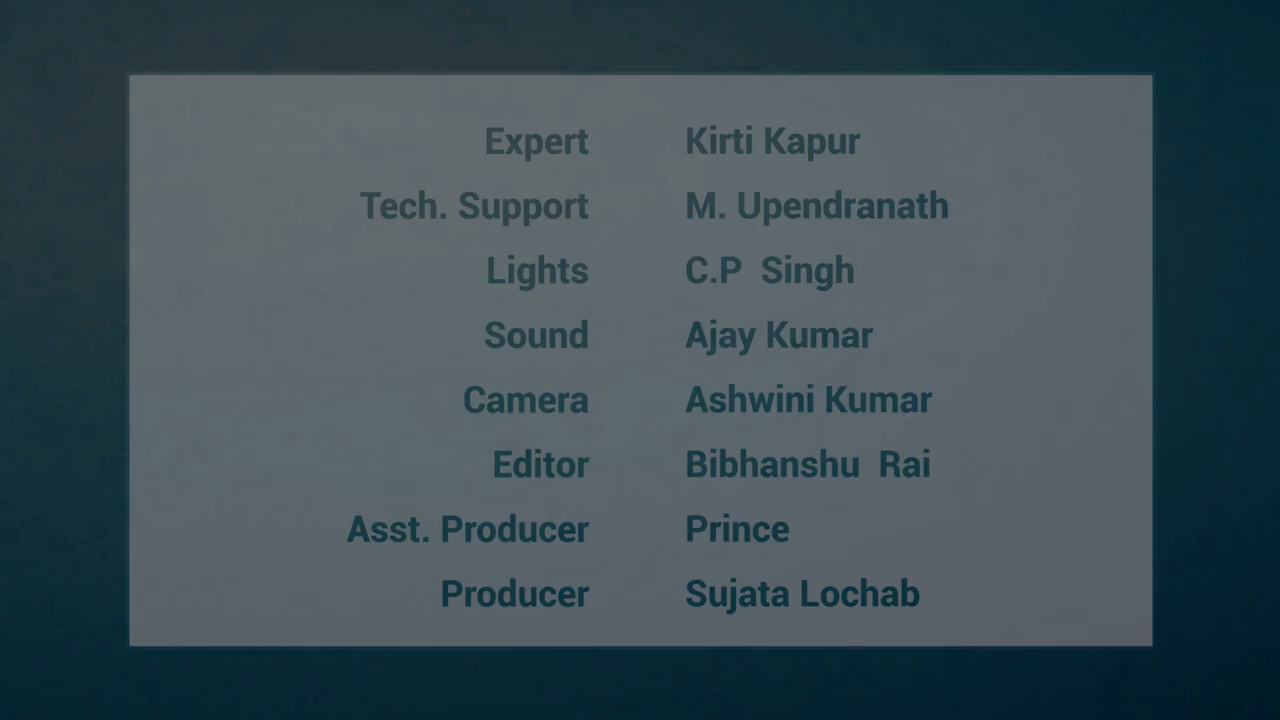 Expert Kirti Kapur
Tech. Support M. Upendranath
Lights C.P  Singh
Sound Ajay Kumar
Camera Ashwini Kumar
Editor Bibhanshu  Rai
Asst. Producer Prince
Producer Sujata Lochab